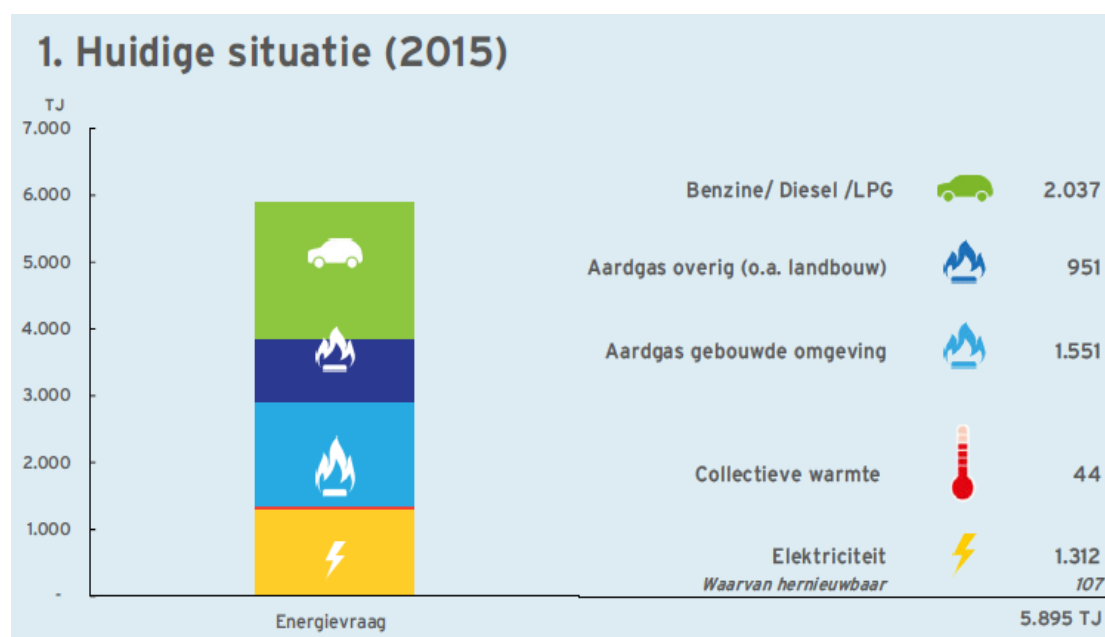 1. Huidige situatie (2015)
TJ
7.000
6.000
5.000
4.000
3.000
2.000
1.000
-
Energievraag
Benzine/ Diesel /LPG 2.037
Aardgas overig (o.a. landbouw) 951
Aardgas gebouwde omgeving 1.551
Collectieve warmte 44
Elektriciteit 1.312
Waarvan hernieuwbaar 107
5.895 TJ